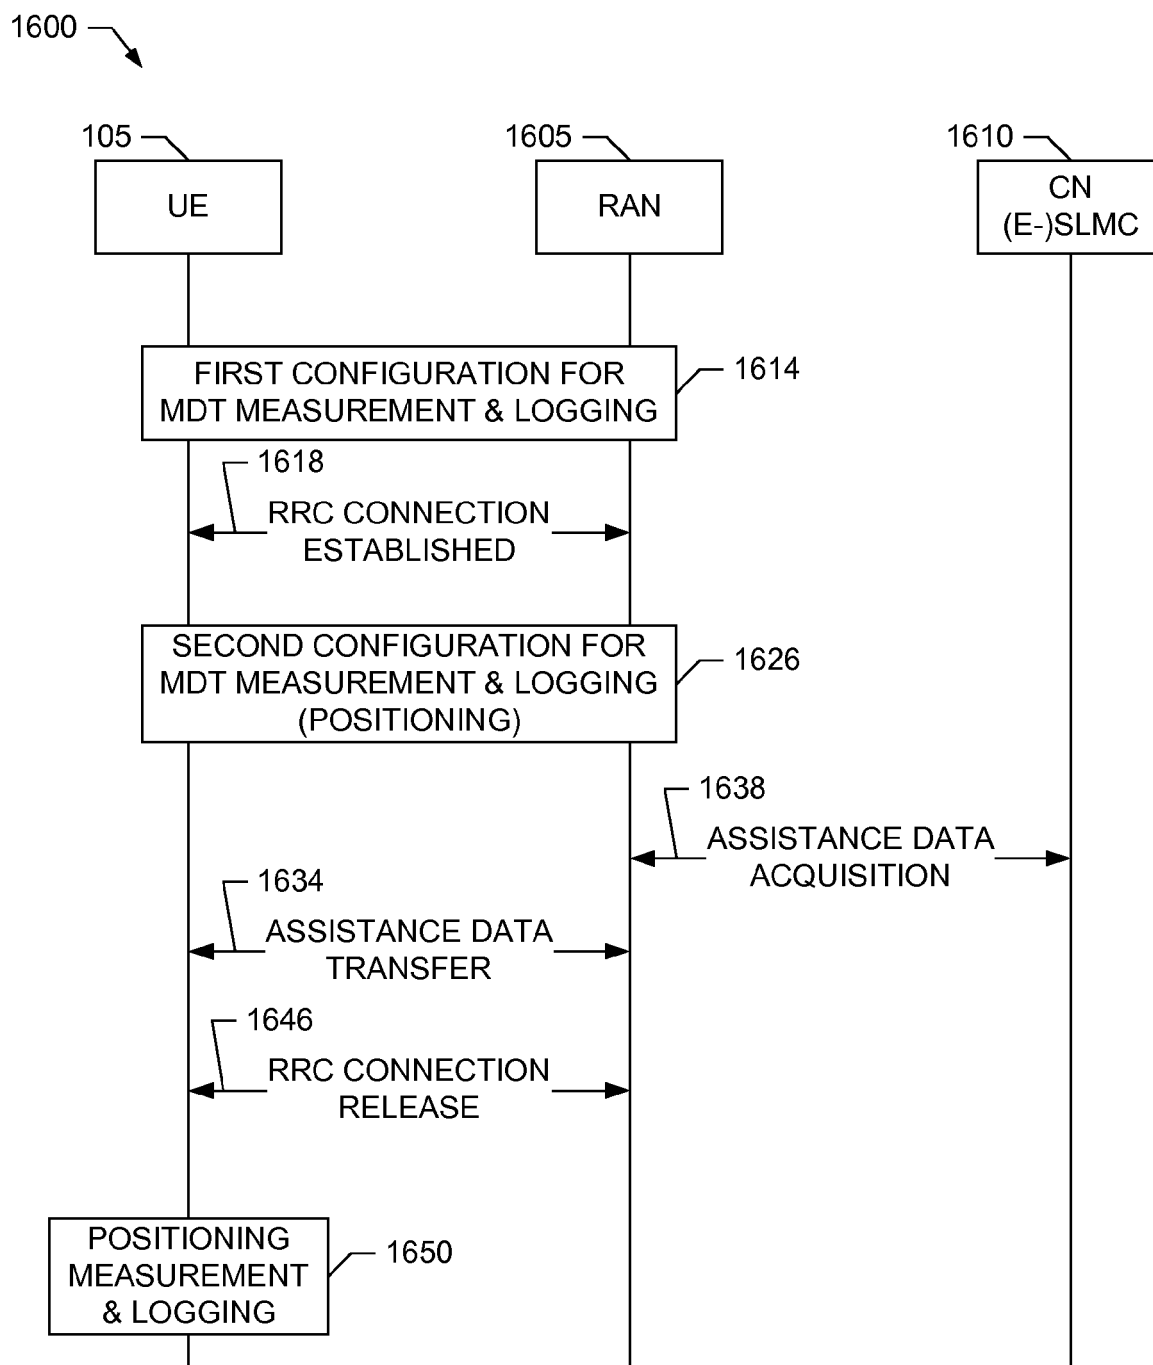 1600
105
1605
1610
UE
RAN
CN
(E-)SLMC
FIRST CONFIGURATION FOR
MDT MEASUREMENT & LOGGING
1614
1618
RRC CONNECTION
ESTABLISHED
SECOND CONFIGURATION FOR
MDT MEASUREMENT & LOGGING
(POSITIONING)
1626
1638
ASSISTANCE DATA
ACQUISITION
1634
ASSISTANCE DATA
TRANSFER
1646
RRC CONNECTION
RELEASE
POSITIONING
MEASUREMENT
& LOGGING
1650